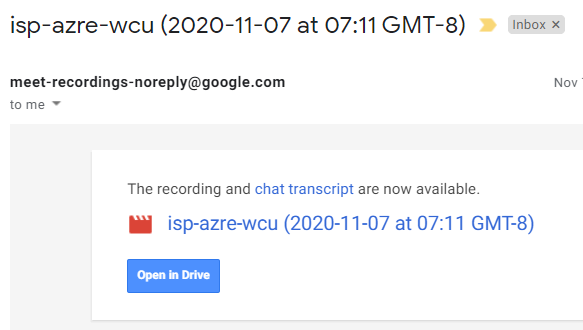 isp-azre-wcu (2020-11-07 at 07:11 GMT-8) Inbox ×
meet-recordings-noreply@google.com Nov
to me
The recording and chat transcript are now available.
isp-azre-wcu (2020-11-07 at 07:11 GMT-8)
Open in Drive